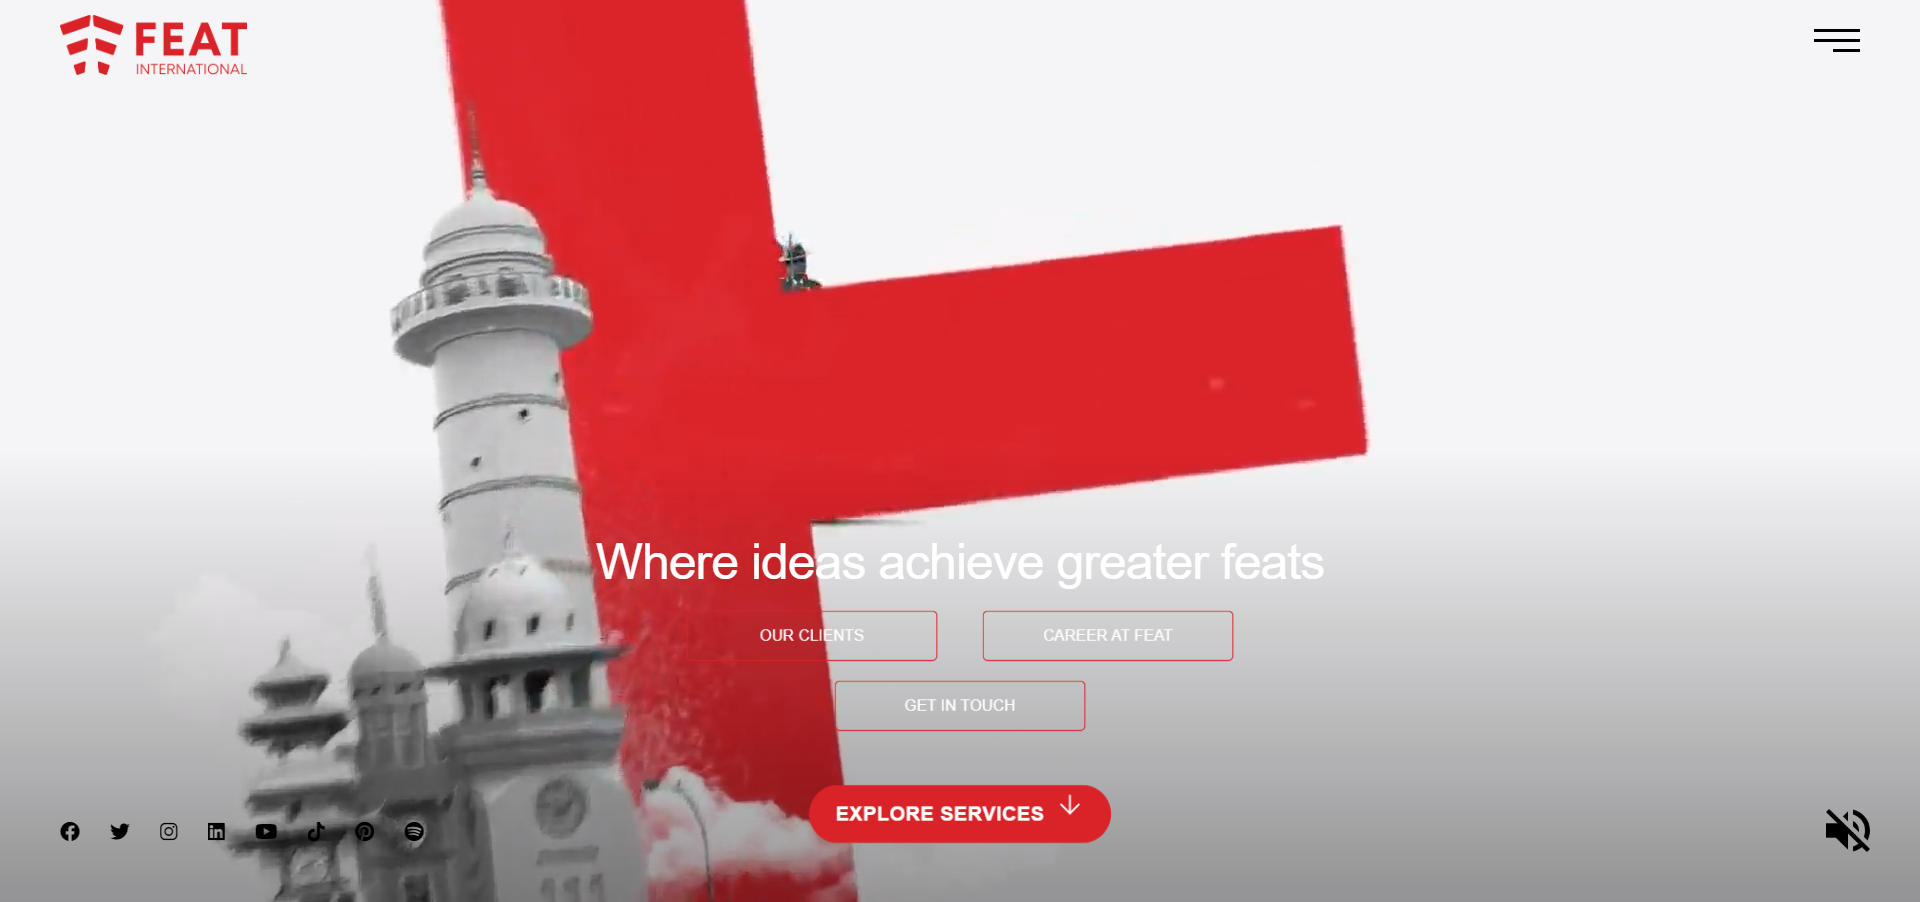 FEAT
INTERNATIONAL
Where ideas achieve greater feats
OUR CLIENTS
CAREER AT FEAT
GET IN TOUCH
EXPLORE SERVICES